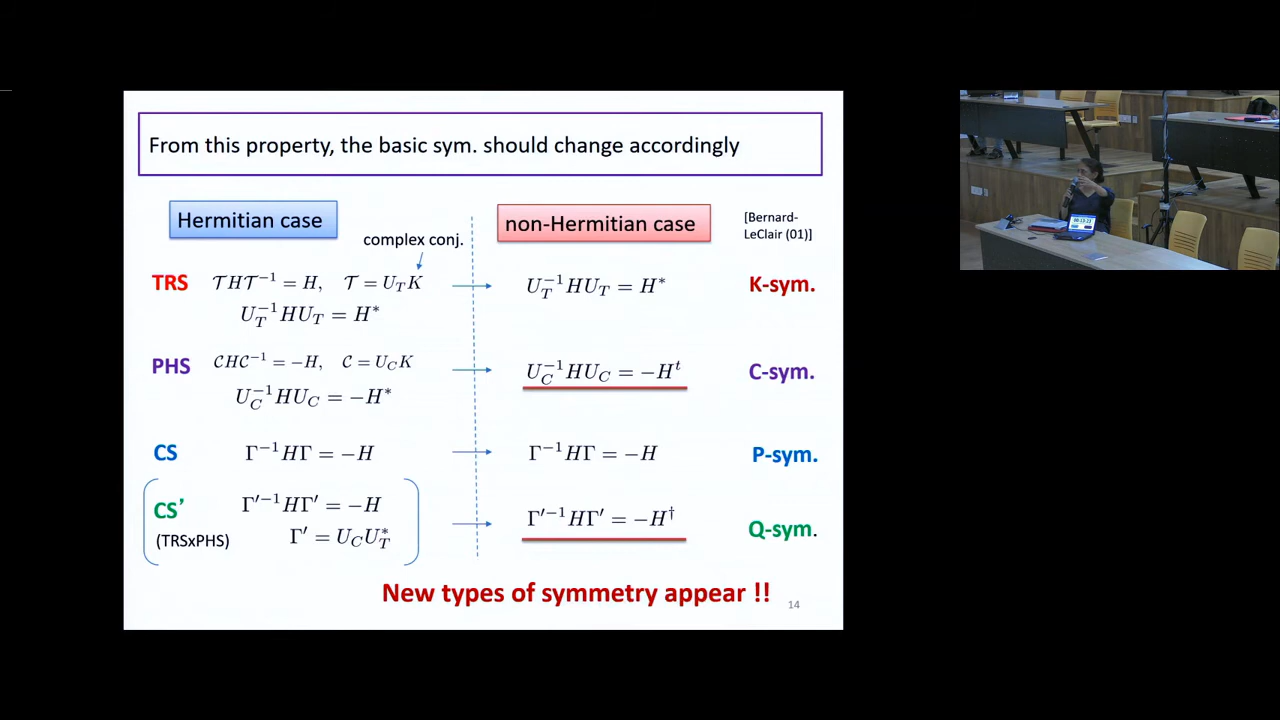 From this property, the basic sym. should change accordingly
Hermitian case
non-Hermitian case
[Bernard-
LeClair (01)]
complex conj.
TRS 𝒯H𝒯⁻¹ = H, 𝒯 = U_T K
U_T⁻¹HU_T = H*
U_T⁻¹HU_T = H*
K-sym.
PHS 𝒞H𝒞⁻¹ = −H, 𝒞 = U_C K
U_C⁻¹HU_C = −H*
U_C⁻¹HU_C = −Hᵗ
C-sym.
CS Γ⁻¹HΓ = −H
Γ⁻¹HΓ = −H
P-sym.
CS’ Γ′⁻¹HΓ′ = −H
(TRSxPHS) Γ′ = U_C U_T*
Γ′⁻¹HΓ′ = −H†
Q-sym.
New types of symmetry appear !!
14